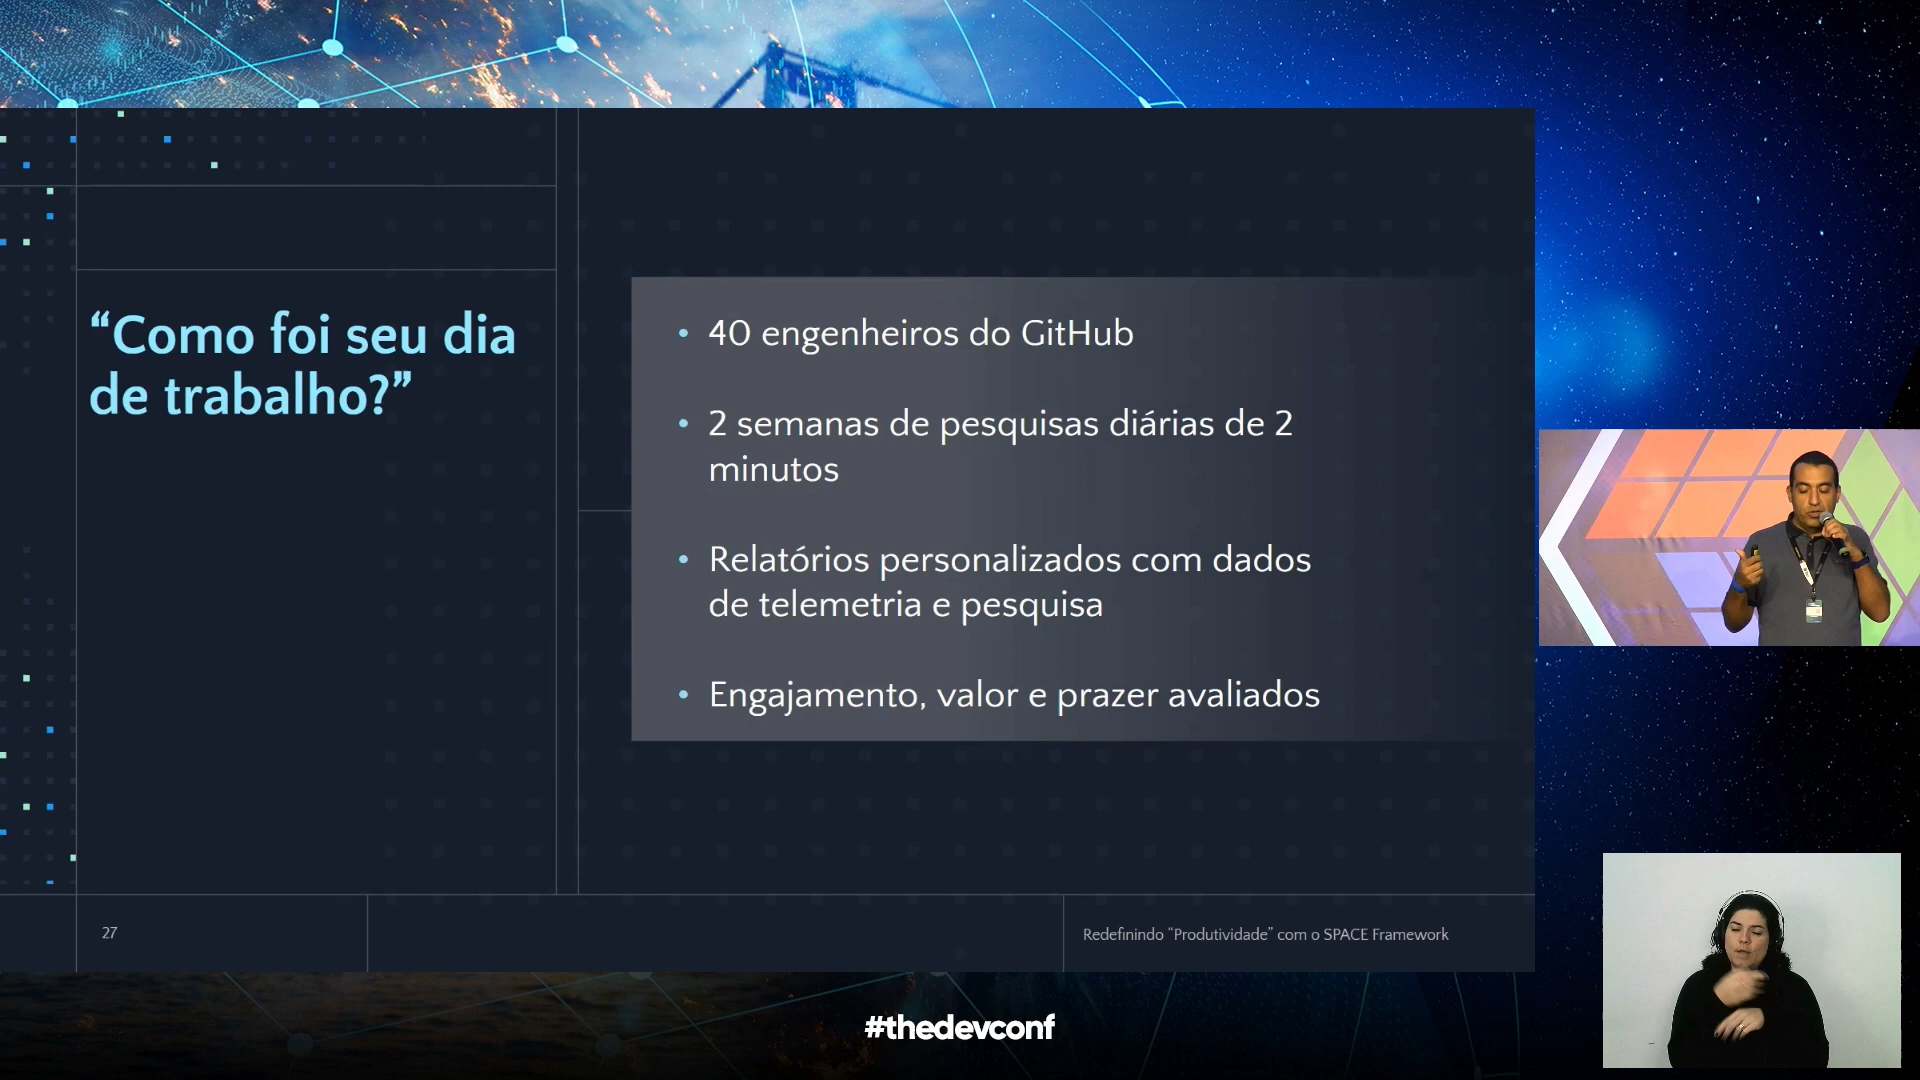 “Como foi seu dia
de trabalho?”
• 40 engenheiros do GitHub
• 2 semanas de pesquisas diárias de 2
minutos
• Relatórios personalizados com dados
de telemetria e pesquisa
• Engajamento, valor e prazer avaliados
27
Redefinindo “Produtividade” com o SPACE Framework
#thedevconf